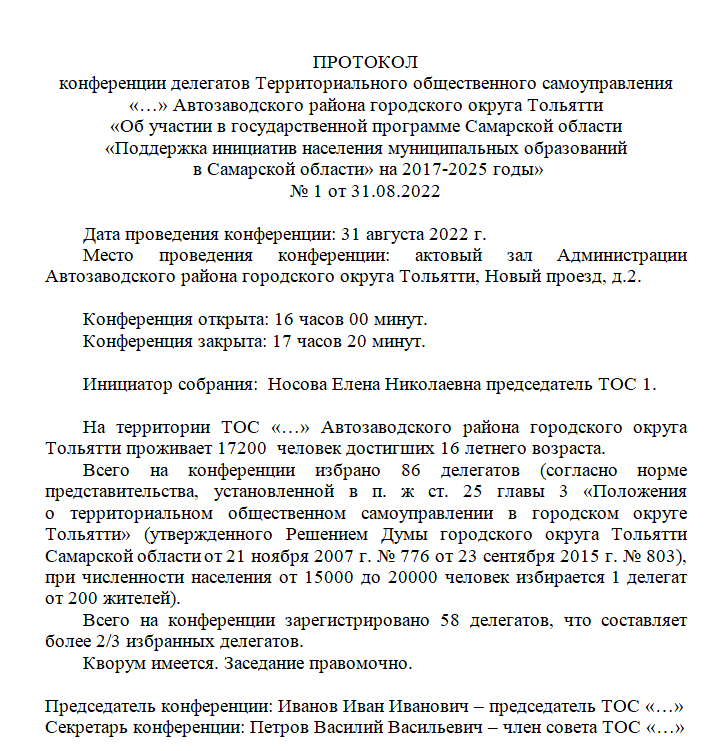 ПРОТОКОЛ
конференции делегатов Территориального общественного самоуправления
«…» Автозаводского района городского округа Тольятти
«Об участии в государственной программе Самарской области
«Поддержка инициатив населения муниципальных образований
в Самарской области» на 2017-2025 годы»
№ 1 от 31.08.2022
Дата проведения конференции: 31 августа 2022 г.
Место проведения конференции: актовый зал Администрации
Автозаводского района городского округа Тольятти, Новый проезд, д.2.
Конференция открыта: 16 часов 00 минут.
Конференция закрыта: 17 часов 20 минут.
Инициатор собрания: Носова Елена Николаевна председатель ТОС 1.
На территории ТОС «…» Автозаводского района городского округа
Тольятти проживает 17200 человек достигших 16 летнего возраста.
Всего на конференции избрано 86 делегатов (согласно норме
представительства, установленной в п. ж ст. 25 главы 3 «Положения
о территориальном общественном самоуправлении в городском округе
Тольятти» (утвержденного Решением Думы городского округа Тольятти
Самарской области от 21 ноября 2007 г. № 776 от 23 сентября 2015 г. № 803),
при численности населения от 15000 до 20000 человек избирается 1 делегат
от 200 жителей).
Всего на конференции зарегистрировано 58 делегатов, что составляет
более 2/3 избранных делегатов.
Кворум имеется. Заседание правомочно.
Председатель конференции: Иванов Иван Иванович – председатель ТОС «…»
Секретарь конференции: Петров Василий Васильевич – член совета ТОС «…»